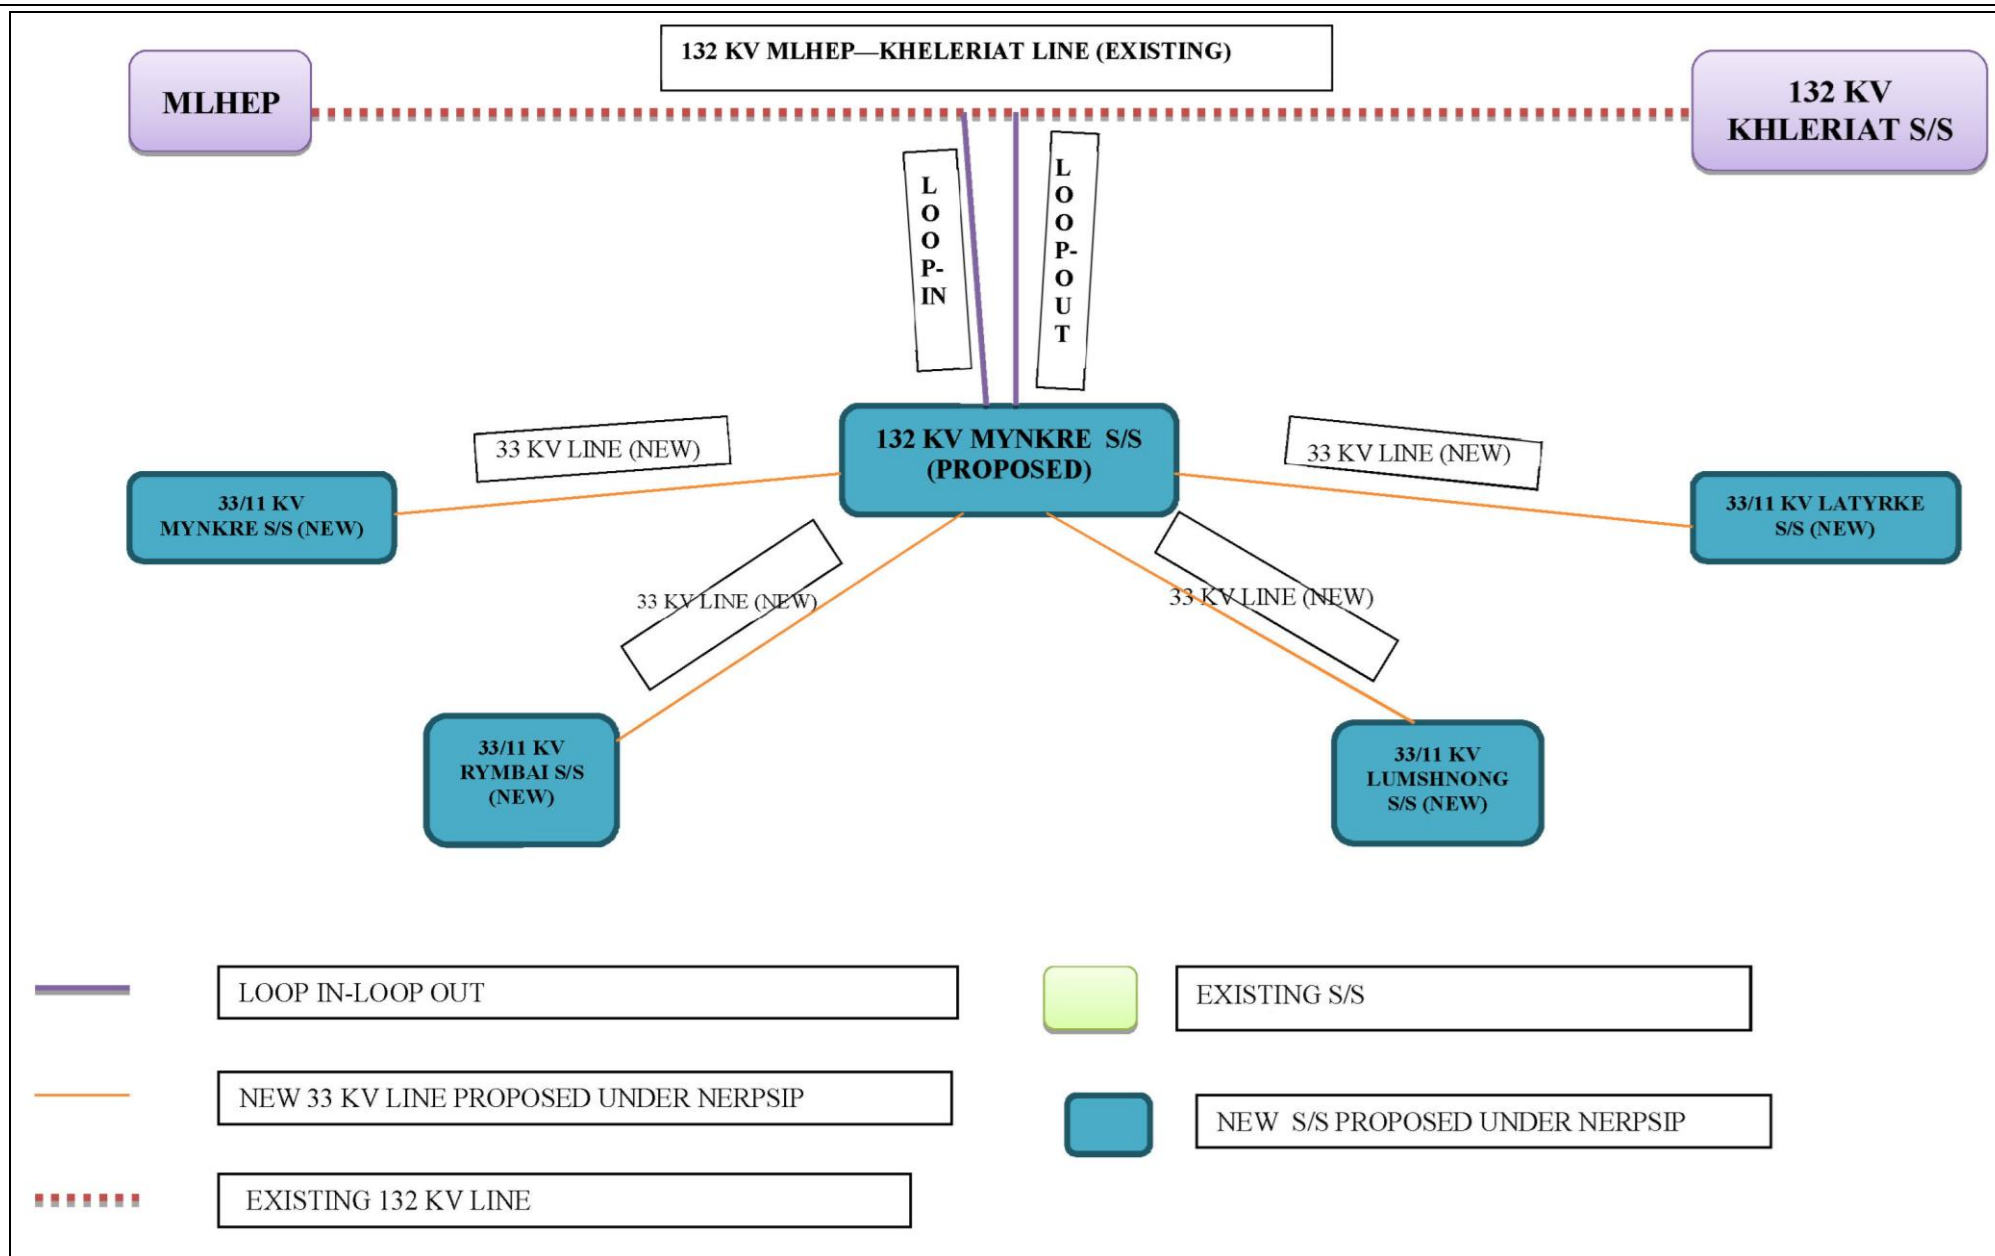 132 KV MLHEP—KHELERIAT LINE (EXISTING)
MLHEP
132 KV
KHLERIAT S/S
L
O
O
P-
IN
L
O
O
P-
O
U
T
33 KV LINE (NEW)
132 KV MYNKRE S/S
(PROPOSED)
33 KV LINE (NEW)
33/11 KV
MYNKRE S/S (NEW)
33/11 KV LATYRKE
S/S (NEW)
33 KV LINE (NEW)
33 KV LINE (NEW)
33/11 KV
RYMBAI S/S
(NEW)
33/11 KV
LUMSHNONG
S/S (NEW)
LOOP IN-LOOP OUT
EXISTING S/S
NEW 33 KV LINE PROPOSED UNDER NERPSIP
NEW S/S PROPOSED UNDER NERPSIP
EXISTING 132 KV LINE